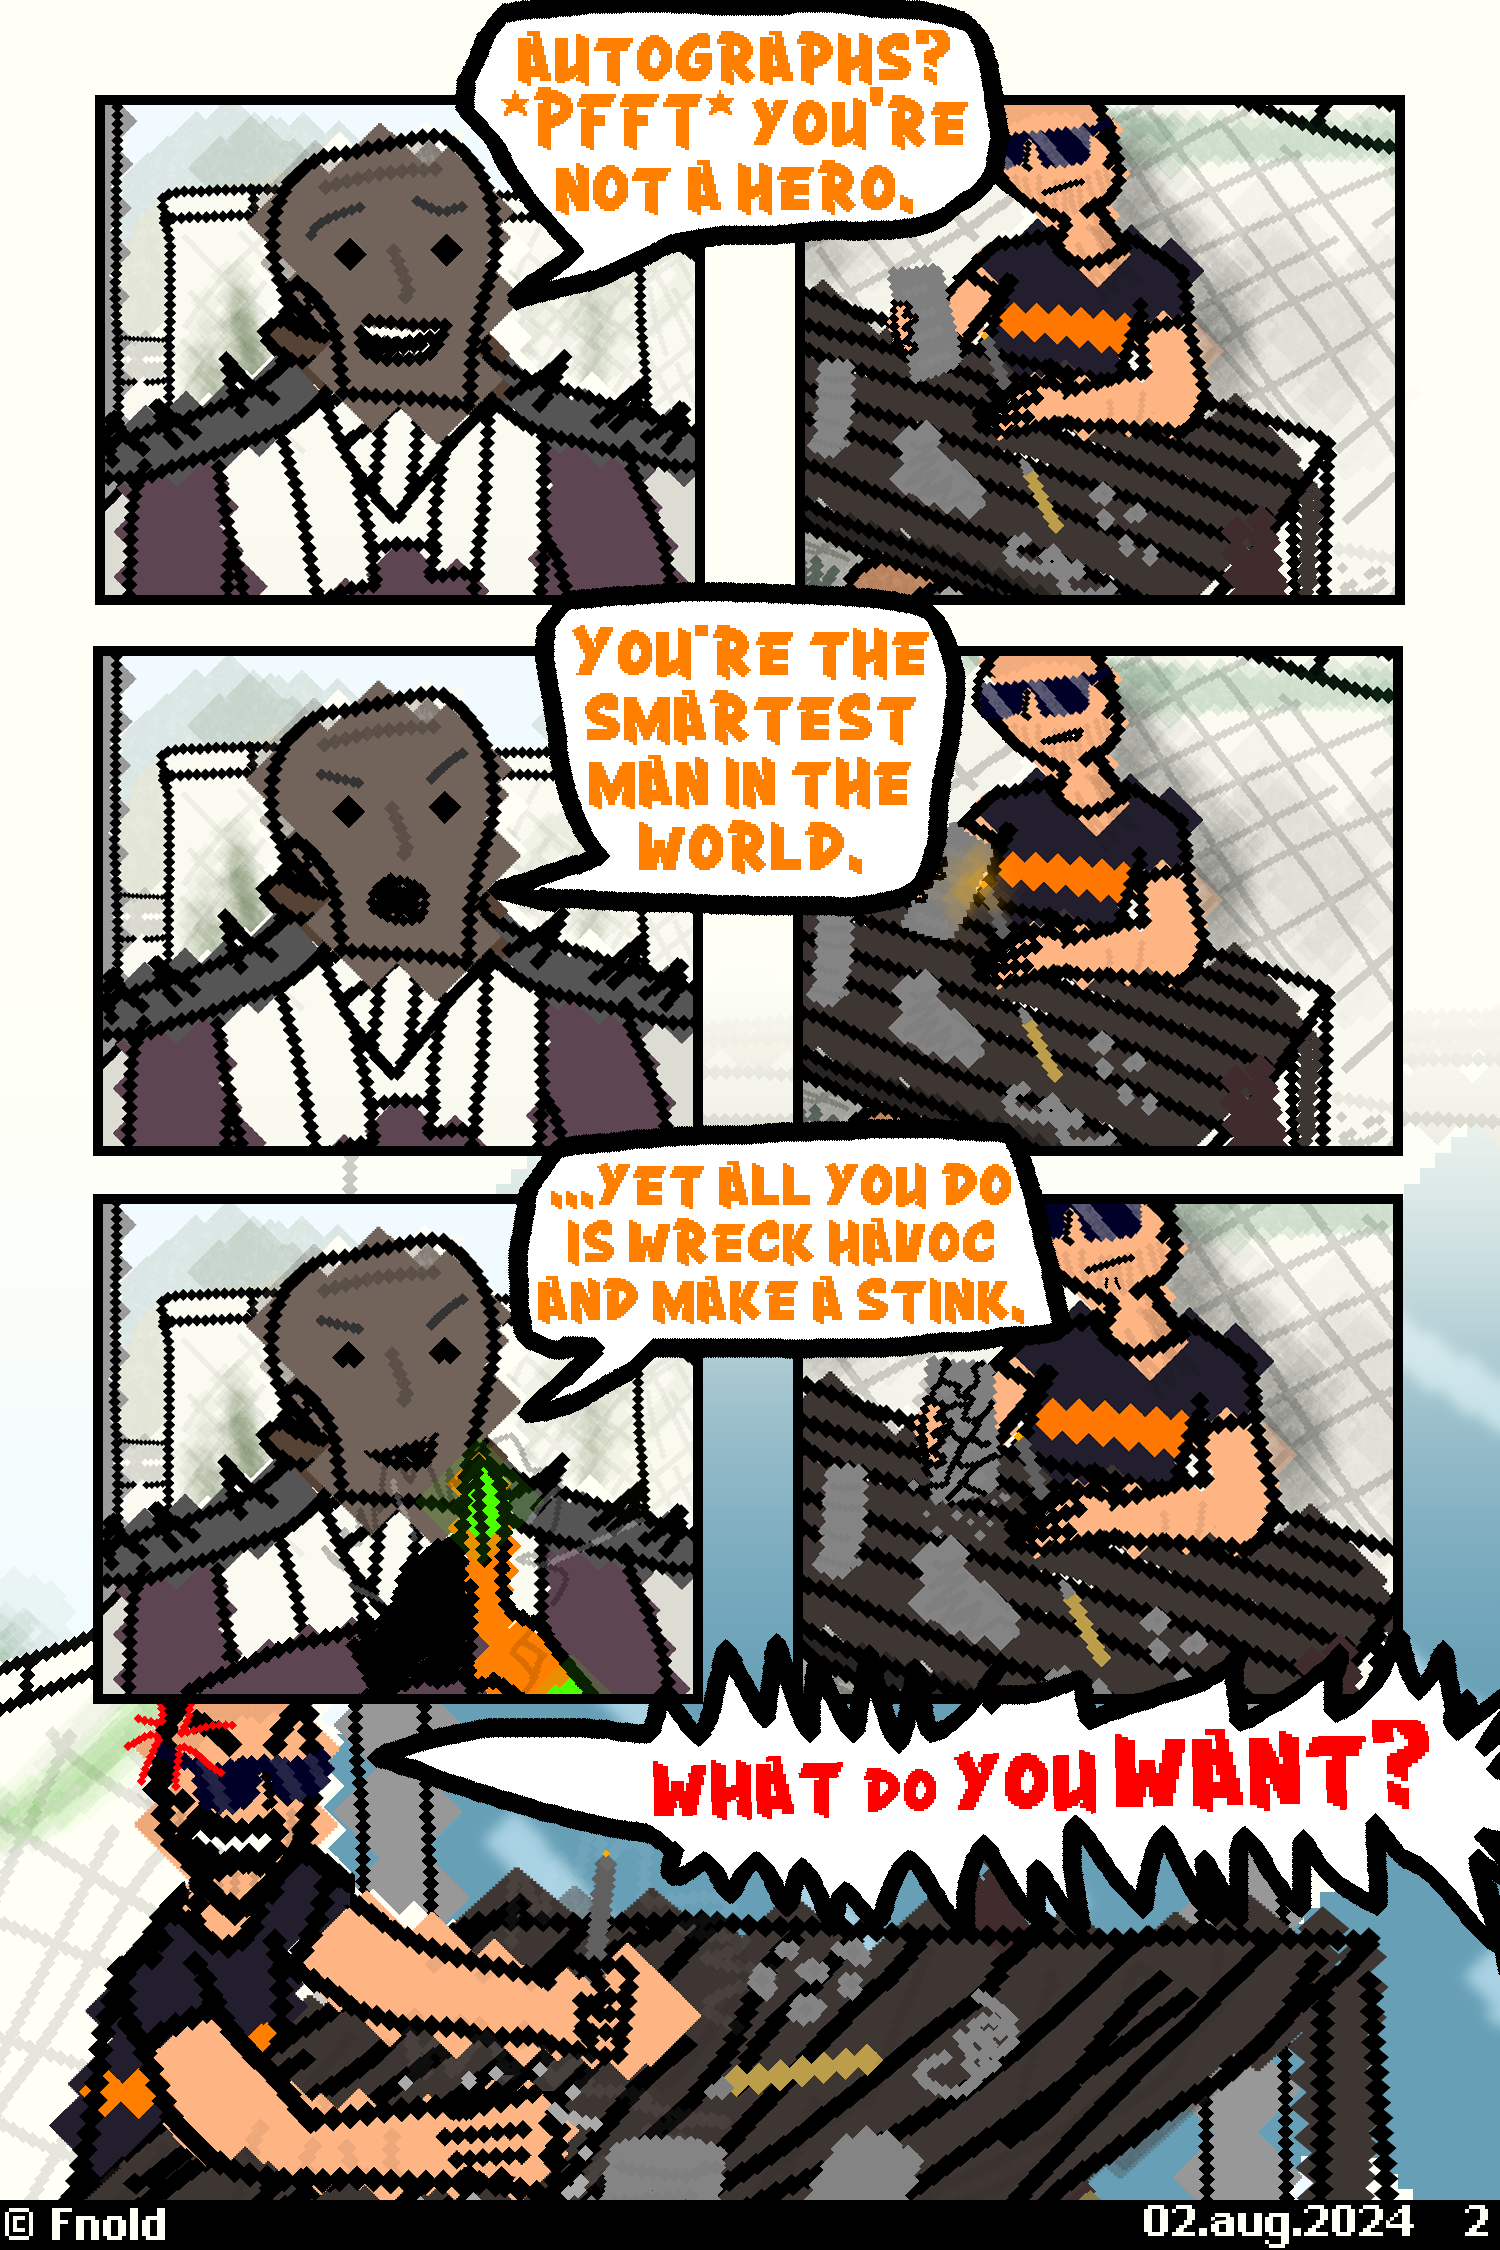 AUTOGRAPHS?
*PFFT* YOU'RE
NOT A HERO.
YOU'RE THE
SMARTEST
MAN IN THE
WORLD.
...YET ALL YOU DO
IS WRECK HAVOC
AND MAKE A STINK.
WHAT DO YOU WANT?
© Fnold
02.aug.2024 2